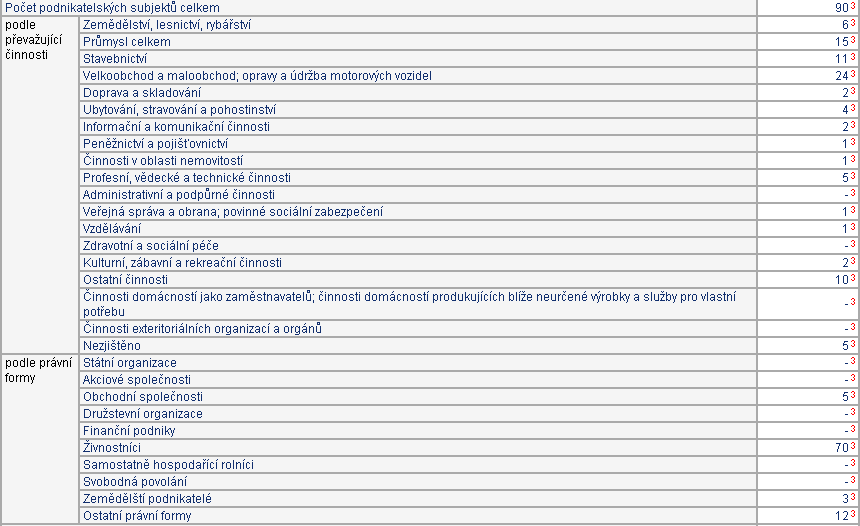 Počet podnikatelských subjektů celkem 90 3
podle převažující činnosti
Zemědělství, lesnictví, rybářství 6 3
Průmysl celkem 15 3
Stavebnictví 11 3
Velkoobchod a maloobchod; opravy a údržba motorových vozidel 24 3
Doprava a skladování 2 3
Ubytování, stravování a pohostinství 4 3
Informační a komunikační činnosti 2 3
Peněžnictví a pojišťovnictví 1 3
Činnosti v oblasti nemovitostí 1 3
Profesní, vědecké a technické činnosti 5 3
Administrativní a podpůrné činnosti - 3
Veřejná správa a obrana; povinné sociální zabezpečení 1 3
Vzdělávání 1 3
Zdravotní a sociální péče - 3
Kulturní, zábavní a rekreační činnosti 2 3
Ostatní činnosti 10 3
Činnosti domácností jako zaměstnavatelů; činnosti domácností produkujících blíže neurčené výrobky a služby pro vlastní
potřebu - 3
Činnosti exteritoriálních organizací a orgánů - 3
Nezjištěno 5 3
podle právní formy
Státní organizace - 3
Akciové společnosti - 3
Obchodní společnosti 5 3
Družstevní organizace - 3
Finanční podniky - 3
Živnostníci 70 3
Samostatně hospodařící rolníci - 3
Svobodná povolání - 3
Zemědělští podnikatelé 3 3
Ostatní právní formy 12 3